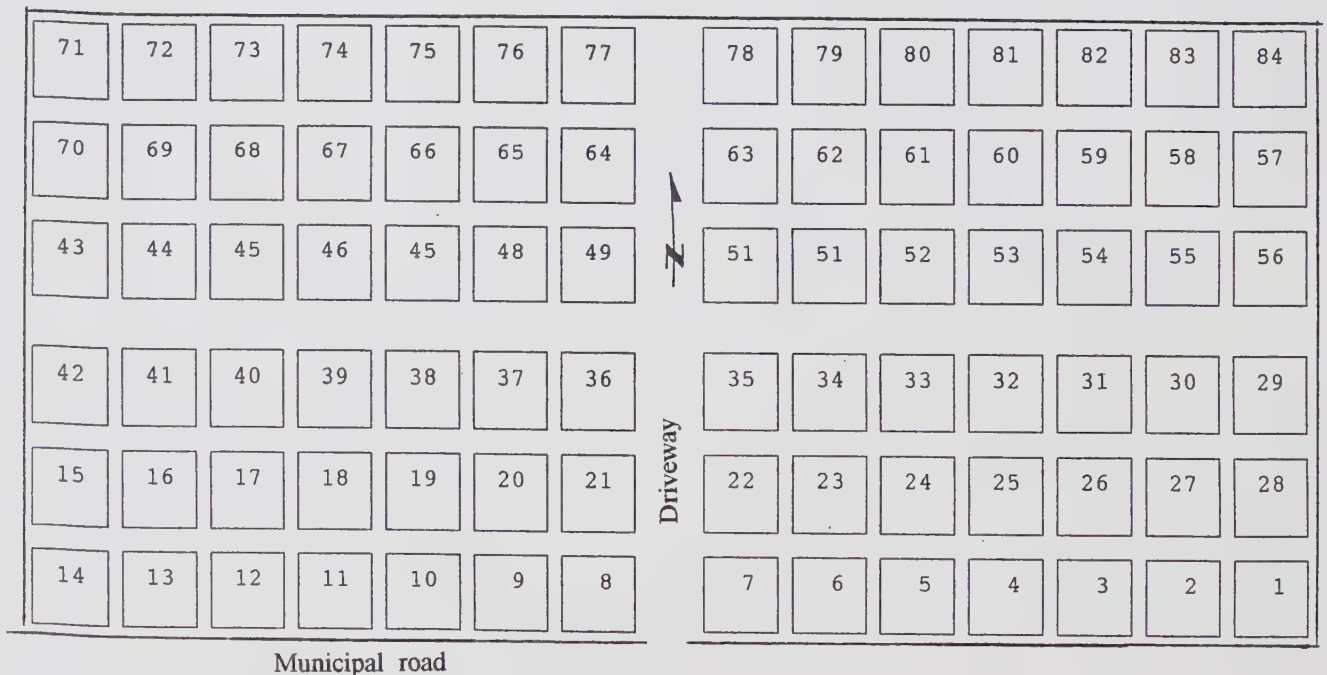 71 72 73 74 75 76 77 78 79 80 81 82 83 84
70 69 68 67 66 65 64 63 62 61 60 59 58 57
43 44 45 46 45 48 49 N 51 51 52 53 54 55 56
42 41 40 39 38 37 36 35 34 33 32 31 30 29
Driveway
15 16 17 18 19 20 21 22 23 24 25 26 27 28
14 13 12 11 10 9 8 7 6 5 4 3 2 1
Municipal road